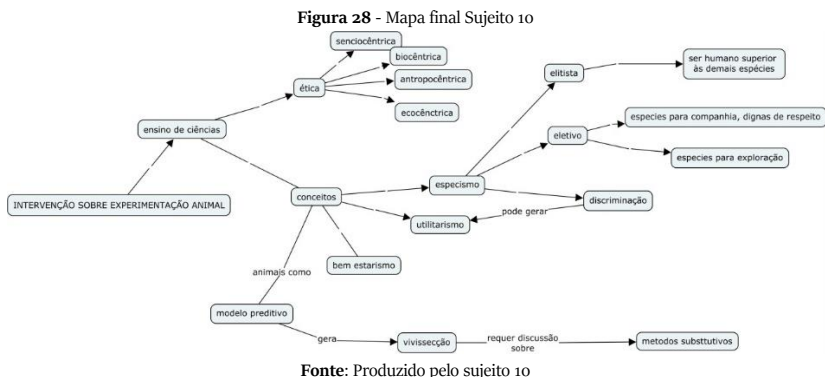 Figura 28 - Mapa final Sujeito 10
senciocêntrica
biocêntrica
antropocêntrica
ecocênctrica
ética
ensino de ciências
INTERVENÇÃO SOBRE EXPERIMENTAÇÃO ANIMAL
elitista
ser humano superior
às demais espécies
eletivo
especies para companhia, dignas de respeito
especies para exploração
especismo
conceitos
discriminação
pode gerar
utilitarismo
bem estarismo
animais como
modelo preditivo
gera
vivissecção
requer discussão
sobre
metodos substtutivos
Fonte: Produzido pelo sujeito 10